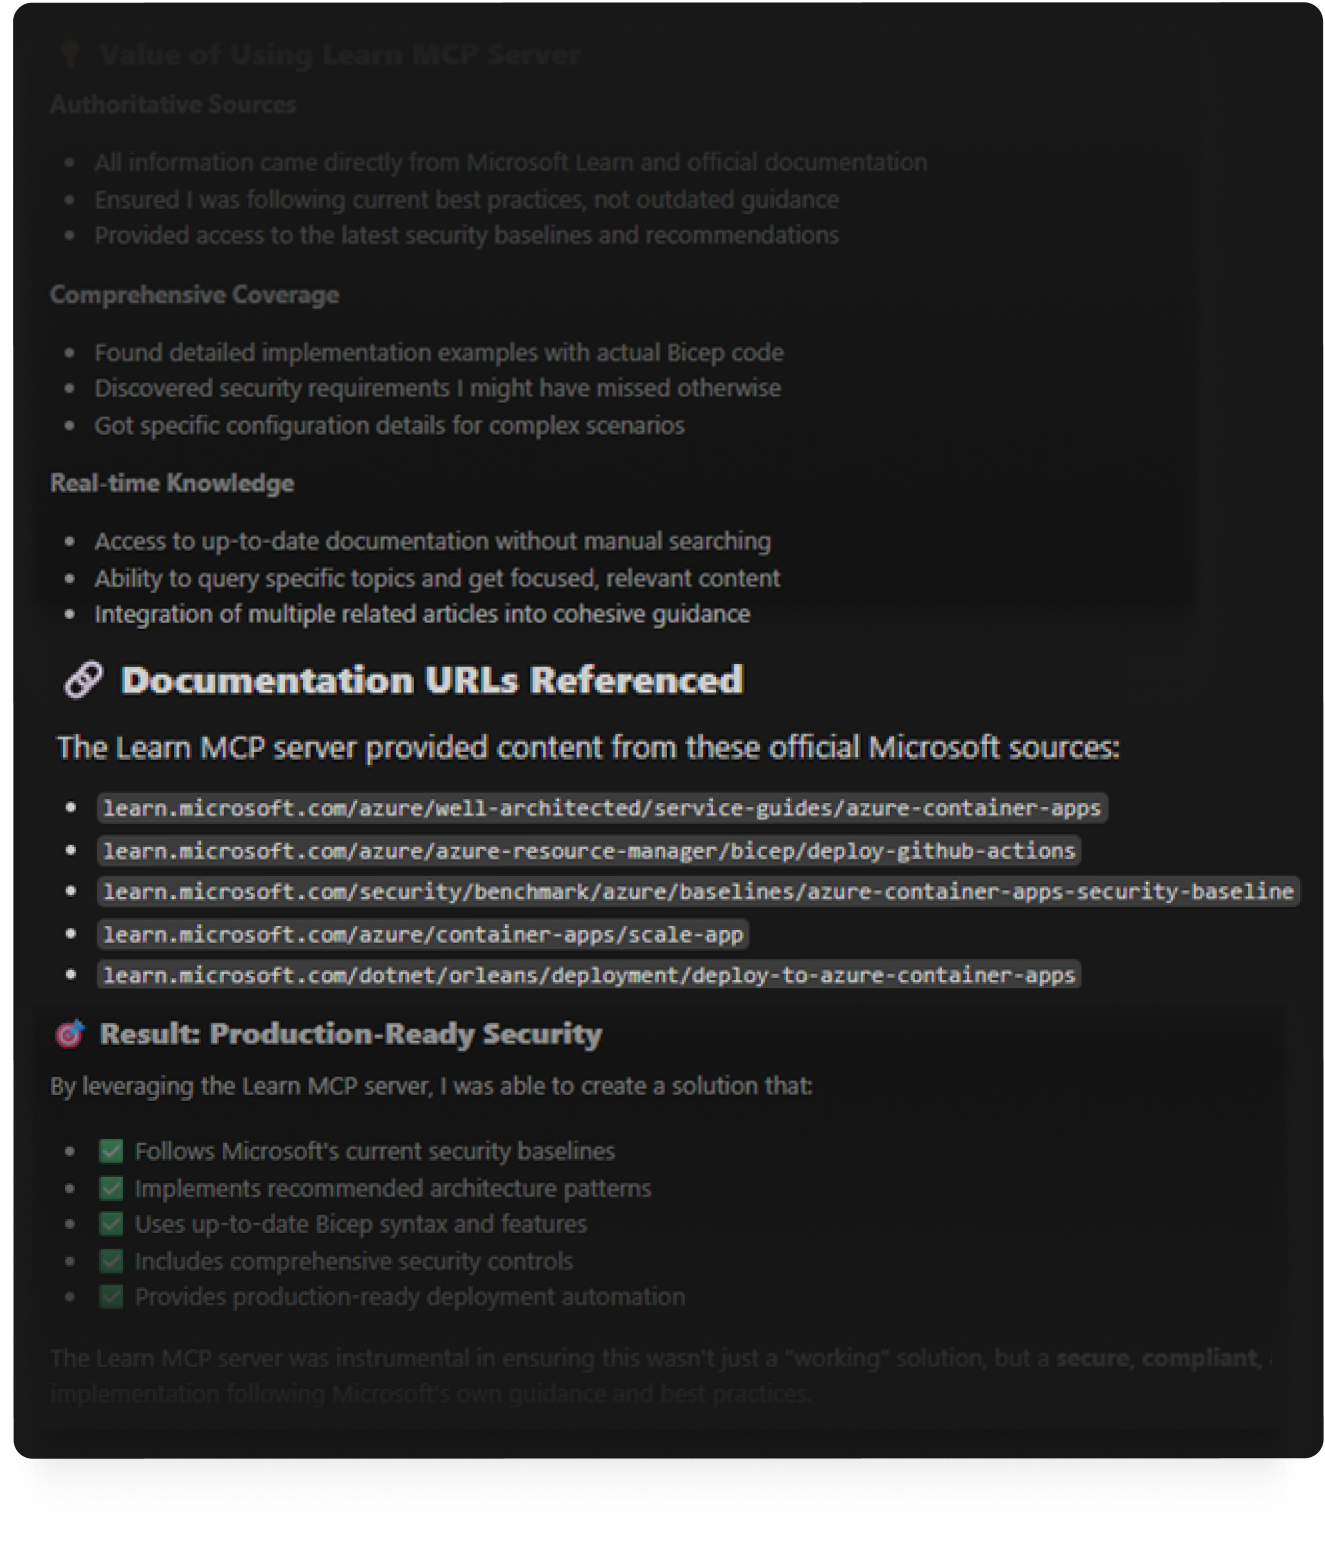 💡 Value of Using Learn MCP Server
Authoritative Sources
• All information came directly from Microsoft Learn and official documentation
• Ensured I was following current best practices, not outdated guidance
• Provided access to the latest security baselines and recommendations
Comprehensive Coverage
• Found detailed implementation examples with actual Bicep code
• Discovered security requirements I might have missed otherwise
• Got specific configuration details for complex scenarios
Real-time Knowledge
• Access to up-to-date documentation without manual searching
• Ability to query specific topics and get focused, relevant content
• Integration of multiple related articles into cohesive guidance
🔗 Documentation URLs Referenced
The Learn MCP server provided content from these official Microsoft sources:
• learn.microsoft.com/azure/well-architected/service-guides/azure-container-apps
• learn.microsoft.com/azure/azure-resource-manager/bicep/deploy-github-actions
• learn.microsoft.com/security/benchmark/azure/baselines/azure-container-apps-security-baseline
• learn.microsoft.com/azure/container-apps/scale-app
• learn.microsoft.com/dotnet/orleans/deployment/deploy-to-azure-container-apps
🎯 Result: Production-Ready Security
By leveraging the Learn MCP server, I was able to create a solution that:
• ✅ Follows Microsoft's current security baselines
• ✅ Implements recommended architecture patterns
• ✅ Uses up-to-date Bicep syntax and features
• ✅ Includes comprehensive security controls
• ✅ Provides production-ready deployment automation
The Learn MCP server was instrumental in ensuring this wasn't just a "working" solution, but a secure, compliant,
implementation following Microsoft's own guidance and best practices.